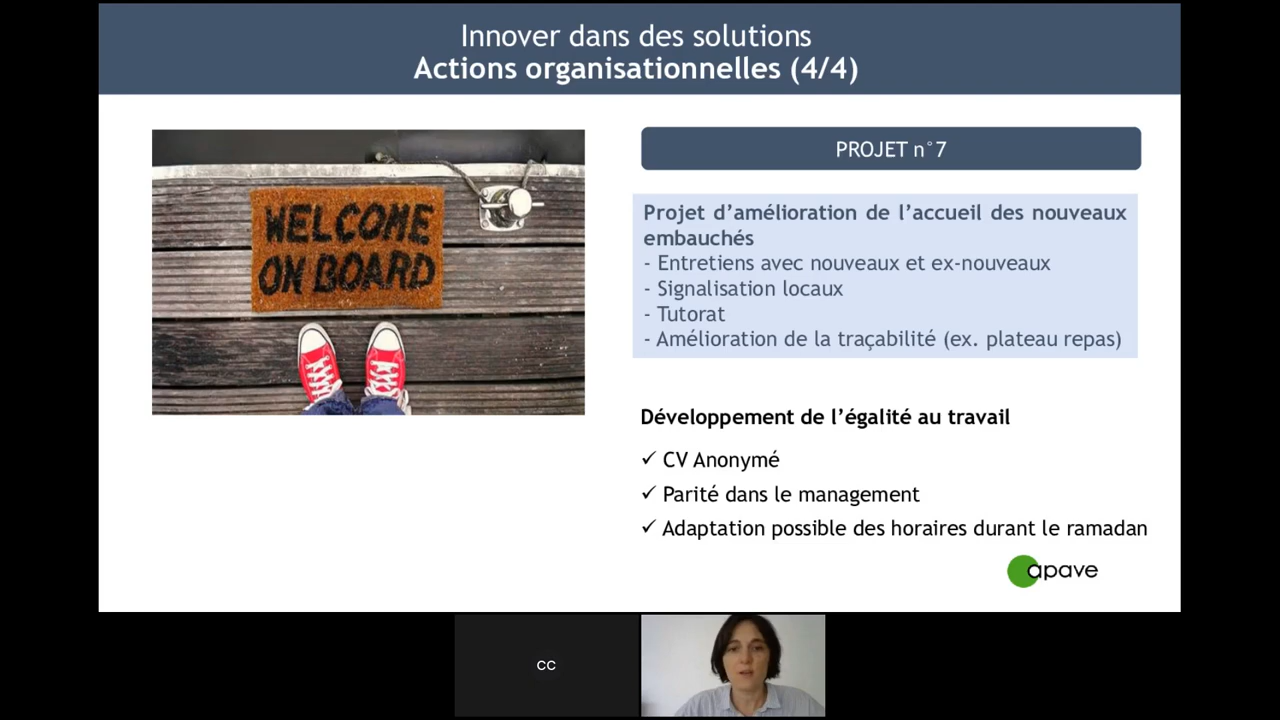 Innover dans des solutions
Actions organisationnelles (4/4)
WELCOME
ON BOARD
PROJET n°7
Projet d’amélioration de l’accueil des nouveaux
embauchés
- Entretiens avec nouveaux et ex-nouveaux
- Signalisation locaux
- Tutorat
- Amélioration de la traçabilité (ex. plateau repas)
Développement de l’égalité au travail
✓ CV Anonymé
✓ Parité dans le management
✓ Adaptation possible des horaires durant le ramadan
apave
CC